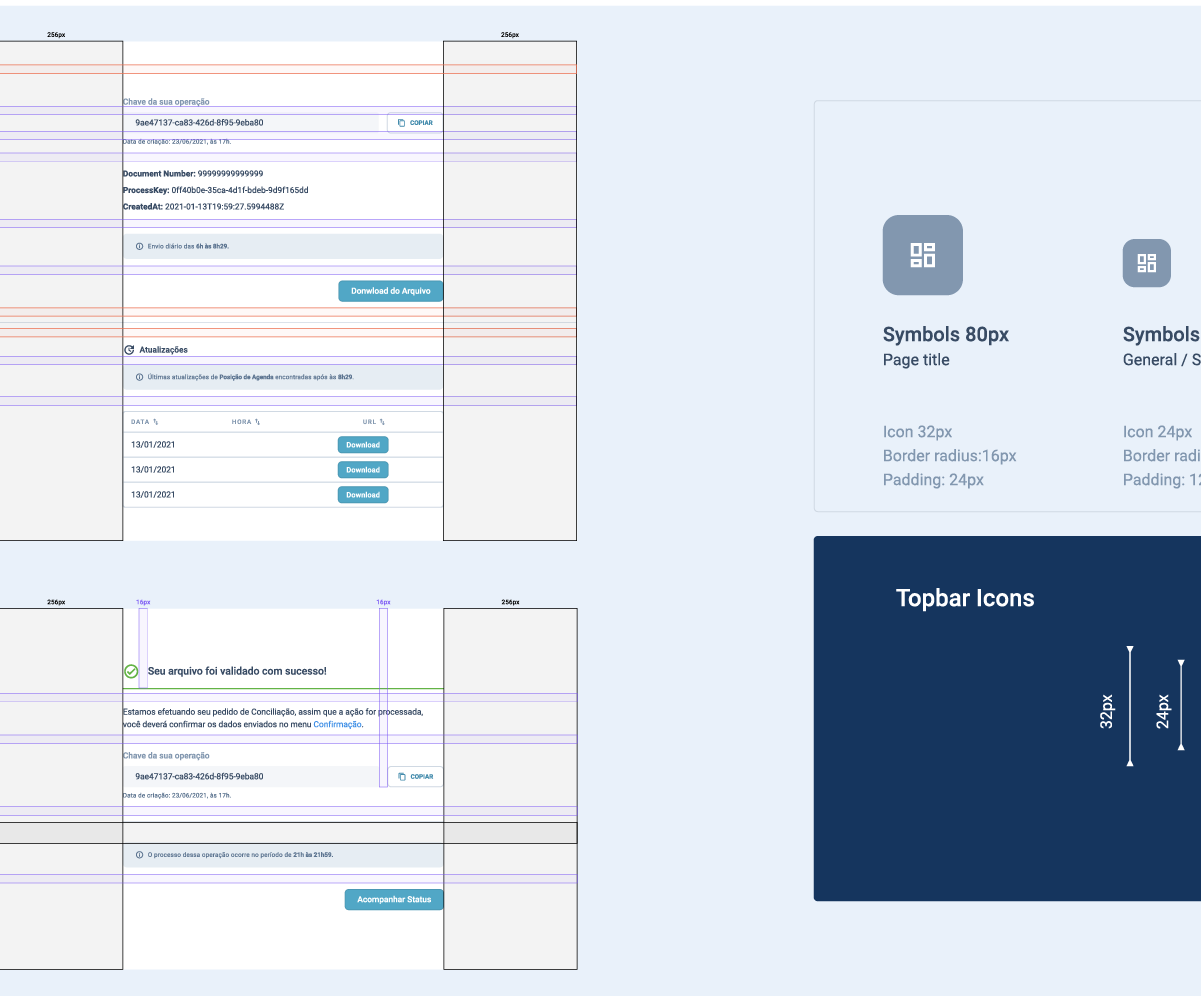 256px
256px
Chave da sua operação
9ae47137-ca83-426d-8f95-9eba80
COPIAR
Data de criação: 23/06/2021, às 17h.
Document Number: 99999999999999
ProcessKey: 0ff40b0e-35ca-4d1f-bdeb-9d9f165dd
CreatedAt: 2021-01-13T19:59:27.5994488Z
Envio diário das 6h às 8h29.
Donwload do Arquivo
Atualizações
Últimas atualizações de Posição de Agenda encontradas após às 8h29.
DATA HORA URL
13/01/2021 Download
13/01/2021 Download
13/01/2021 Download
256px
16px
16px
256px
Seu arquivo foi validado com sucesso!
Estamos efetuando seu pedido de Conciliação, assim que a ação for processada,
você deverá confirmar os dados enviados no menu Confirmação.
Chave da sua operação
9ae47137-ca83-426d-8f95-9eba80
COPIAR
Data de criação: 23/06/2021, às 17h.
O processo dessa operação ocorre no período de 21h às 21h59.
Acompanhar Status
Symbols 80px
Page title
Icon 32px
Border radius:16px
Padding: 24px
Symbols
General / S
Icon 24px
Border radi
Padding: 12
Topbar Icons
32px
24px